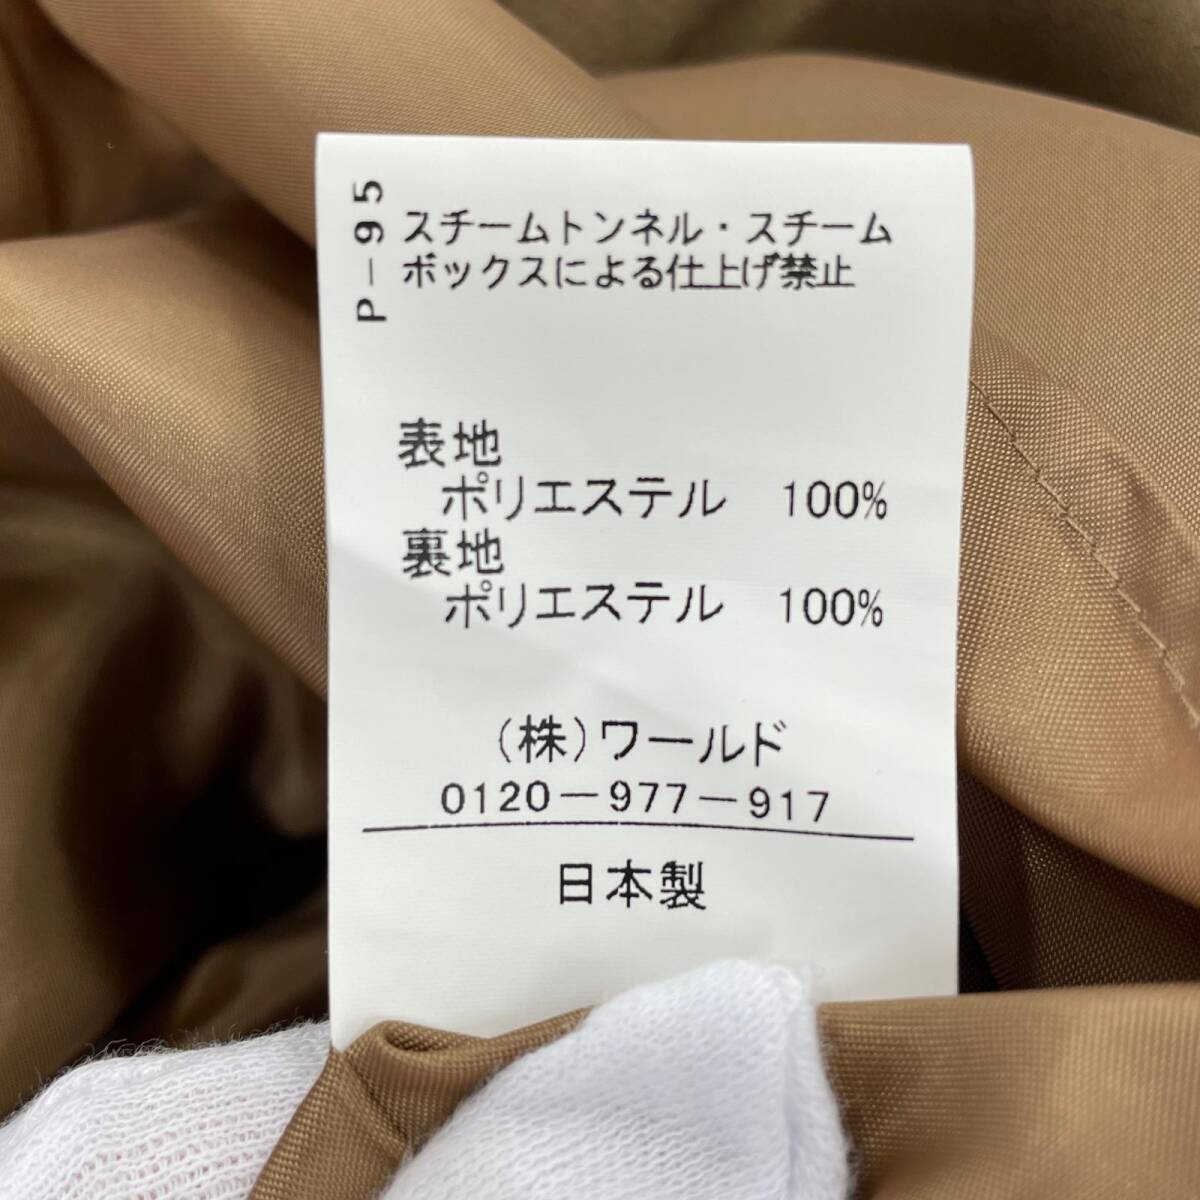 P-95
スチームトンネル・スチーム
ボックスによる仕上げ禁止
表地
ポリエステル 100%
裏地
ポリエステル 100%
(株)ワールド
0120-977-917
日本製